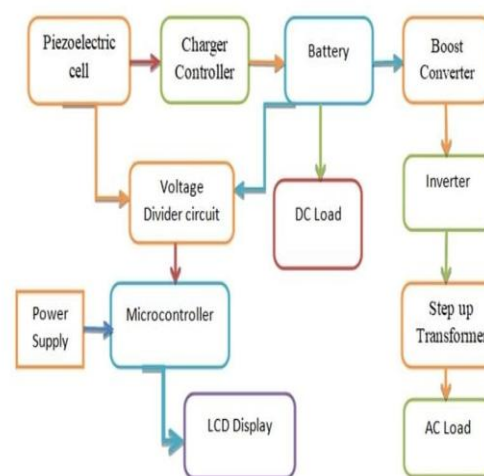 Piezoelectric
cell
Charger
Controller
Battery
Boost
Converter
Voltage
Divider circuit
DC Load
Inverter
Power
Supply
Microcontroller
Step up
Transformer
LCD Display
AC Load